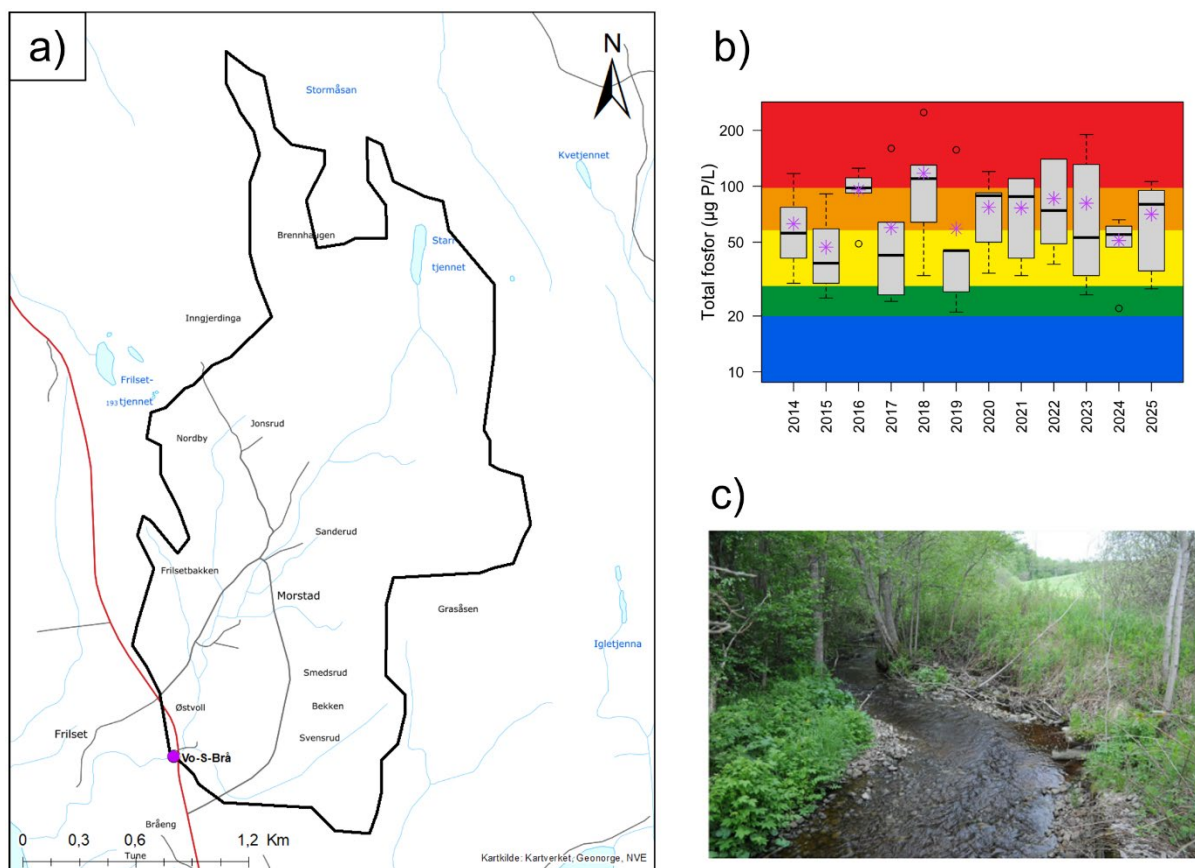 a)
N
Stormåsan
Kvetjennet
Brennhaugen
Stari
tjennet
Inngjerdinga
Frilset-
193 tjennet
Jonsrud
Nordby
Sanderud
Frilsetbakken
Morstad
Grasåsen
Igletjenna
Smedsrud
Østvoll
Bekken
Frilset
Svensrud
Vo-S-Brå
Bråeng
0 0,3 0,6 1,2 Km
Tune
Kartkilde: Kartverket, Geonorge, NVE
b)
Total fosfor (µg P/L)
200
100
50
20
10
2014 2015 2016 2017 2018 2019 2020 2021 2022 2023 2024 2025
c)